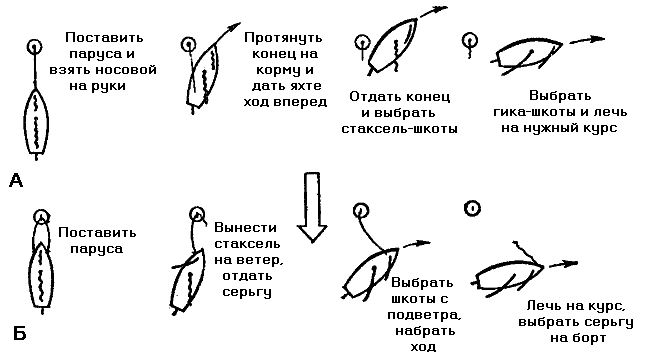 Поставить
паруса и
взять носовой
на руки
Протянуть
конец на
корму и
дать яхте
ход вперед
Отдать конец
и выбрать
стаксель-шкоты
Выбрать
гика-шкоты и лечь
на нужный курс
А
Поставить
паруса
Вынести
стаксель
на ветер,
отдать
серьгу
Выбрать
шкоты с
подветра,
набрать
ход
Лечь на курс,
выбрать серьгу
на борт
Б